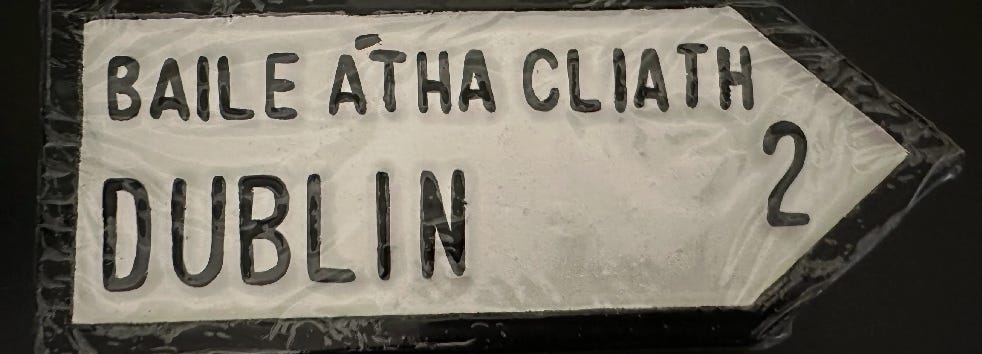 BAILE ÁTHA CLIATH
DUBLIN 2